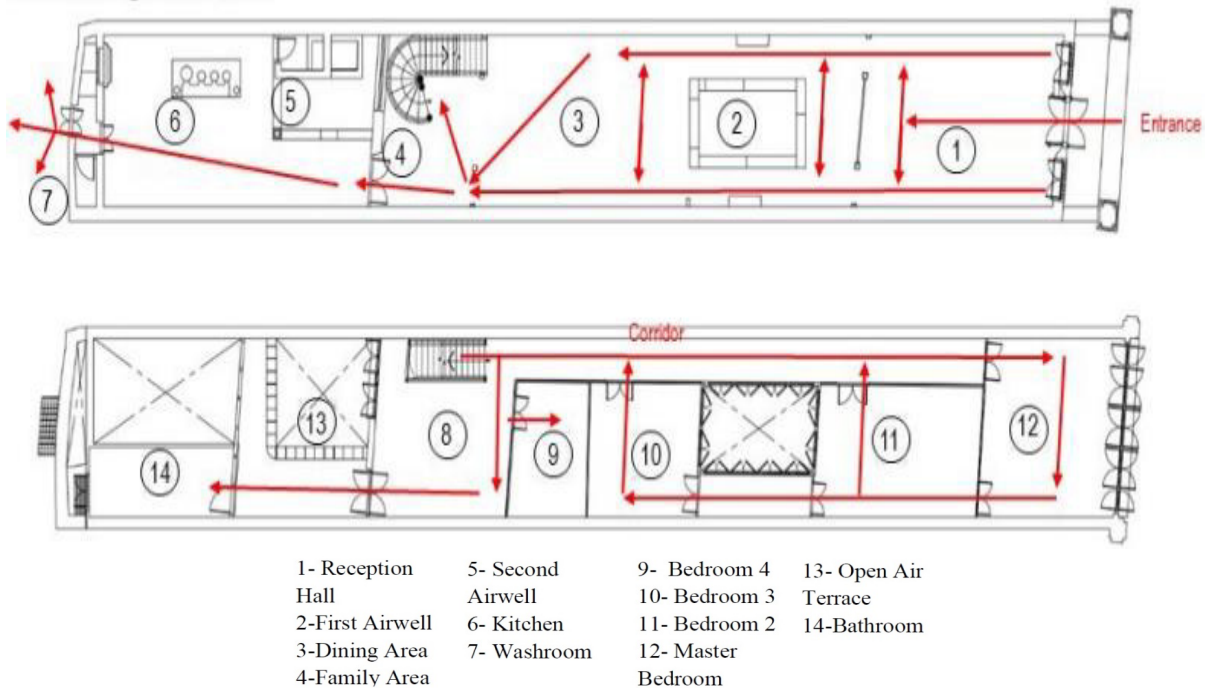 Entrance
1
2
3
4
5
6
7
Corridor
8
9
10
11
12
13
14
1- Reception
Hall
2-First Airwell
3-Dining Area
4-Family Area
5- Second
Airwell
6- Kitchen
7- Washroom
9- Bedroom 4
10- Bedroom 3
11- Bedroom 2
12- Master
Bedroom
13- Open Air
Terrace
14-Bathroom